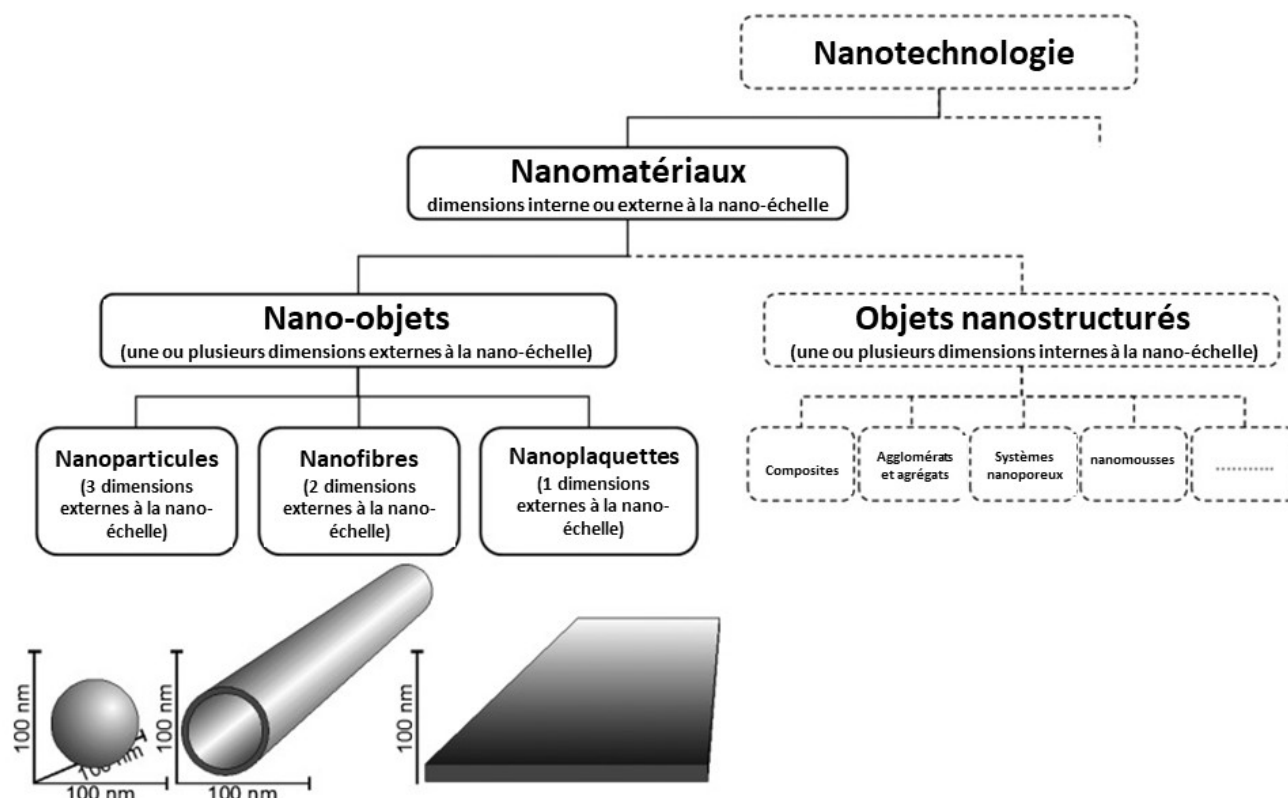 Nanotechnologie
Nanomatériaux
dimensions interne ou externe à la nano-échelle
Nano-objets
(une ou plusieurs dimensions externes à la nano-échelle)
Objets nanostructurés
(une ou plusieurs dimensions internes à la nano-échelle)
Nanoparticules
(3 dimensions
externes à la nano-
échelle)
Nanofibres
(2 dimensions
externes à la nano-
échelle)
Nanoplaquettes
(1 dimensions
externes à la nano-
échelle)
Composites
Agglomérats
et agrégats
Systèmes
nanoporeux
nanomousses
....................
100 nm
100 nm
100 nm
100 nm
100 nm
100 nm